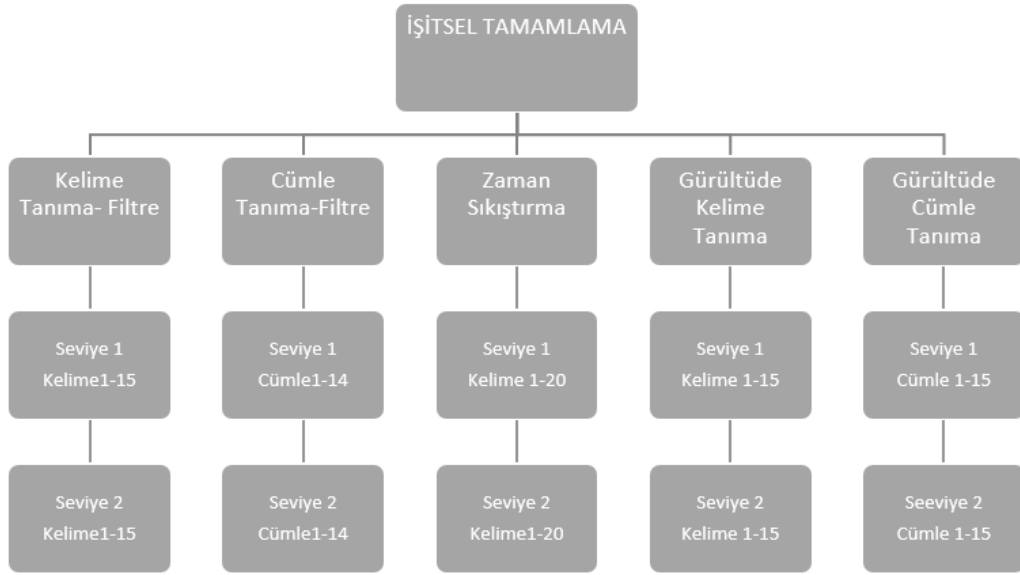 İŞİTSEL TAMAMLAMA
Kelime
Tanıma- Filtre
Cümle
Tanıma-Filtre
Zaman
Sıkıştırma
Gürültüde
Kelime
Tanıma
Gürültüde
Cümle
Tanıma
Seviye 1
Kelime1-15
Seviye 1
Cümle1-14
Seviye 1
Kelime 1-20
Seviye 1
Kelime 1-15
Seviye 1
Cümle 1-15
Seviye 2
Kelime1-15
Seviye 2
Cümle1-14
Seviye 2
Kelime1-20
Seviye 2
Kelime 1-15
Seeviye 2
Cümle 1-15